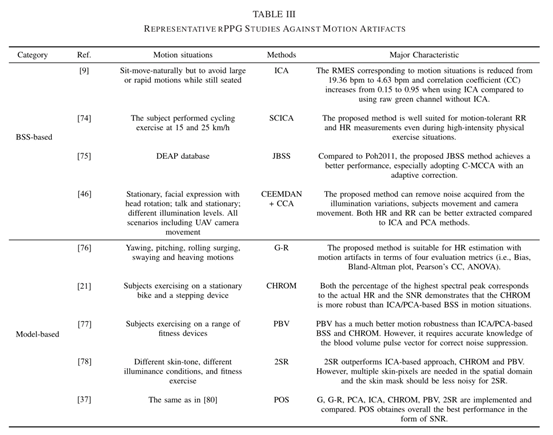 TABLE III
REPRESENTATIVE RPPG STUDIES AGAINST MOTION ARTIFACTS
Category Ref. Motion situations Methods Major Characteristic
BSS-based
[9] Sit-move-naturally but to avoid large ICA The RMES corresponding to motion situations is reduced from
or rapid motions while still seated 19.36 bpm to 4.63 bpm and correlation coefficient (CC)
increases from 0.15 to 0.95 when using ICA compared to
using raw green channel without ICA.
[74] The subject performed cycling SCICA The proposed method is well suited for motion-tolerant RR
exercise at 15 and 25 km/h and HR measurements even during high-intensity physical
exercise situations.
[75] DEAP database JBSS Compared to Poh2011, the proposed JBSS method achieves a
better performance, especially adopting C-MCCA with an
adaptive correction.
[46] Stationary, facial expression with CEEMDAN The proposed method can remove noise acquired from the
head rotation; talk and stationary; + CCA illumination variations, subjects movement and camera
different illumination levels. All movement. Both HR and RR can be better extracted compared
scenarios including UAV camera to ICA and PCA methods.
movement
Model-based
[76] Yawing, pitching, rolling surging, G-R The proposed method is suitable for HR estimation with
swaying and heaving motions motion artifacts in terms of four evaluation metrics (i.e., Bias,
Bland-Altman plot, Pearson's CC, ANOVA).
[21] Subjects exercising on a stationary CHROM Both the percentage of the highest spectral peak corresponds
bike and a stepping device to the actual HR and the SNR demonstrates that the CHROM
is more robust than ICA/PCA-based BSS in motion situations.
[77] Subjects exercising on a range of PBV PBV has a much better motion robustness than ICA/PCA-based
fitness devices BSS and CHROM. However, it requires accurate knowledge of
the blood volume pulse vector for correct noise suppression.
[78] Different skin-tone, different 2SR 2SR outperforms ICA-based approach, CHROM and PBV.
illuminance conditions, and fitness However, multiple skin-pixels are needed in the spatial domain
exercise and the skin mask should be less noisy for 2SR.
[37] The same as in [80] POS G, G-R, PCA, ICA, CHROM, PBV, 2SR are implemented and
compared. POS obtaines overall the best performance in the
form of SNR.